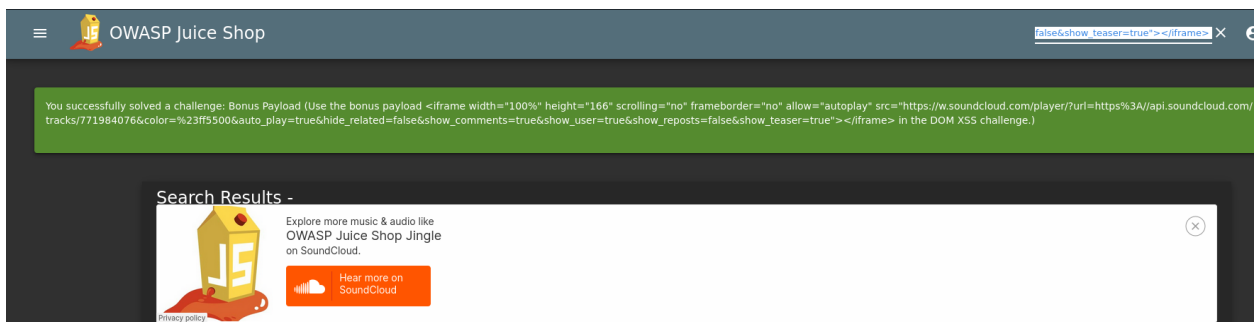 OWASP Juice Shop
false&show_teaser=true"></iframe>
You successfully solved a challenge: Bonus Payload (Use the bonus payload <iframe width="100%" height="166" scrolling="no" frameborder="no" allow="autoplay" src="https://w.soundcloud.com/player/?url=https%3A//api.soundcloud.com/
tracks/771984076&color=%23ff5500&auto_play=true&hide_related=false&show_comments=true&show_user=true&show_reposts=false&show_teaser=true"></iframe> in the DOM XSS challenge.)
Search Results -
JS
Explore more music & audio like
OWASP Juice Shop Jingle
on SoundCloud.
Hear more on
SoundCloud
Privacy policy